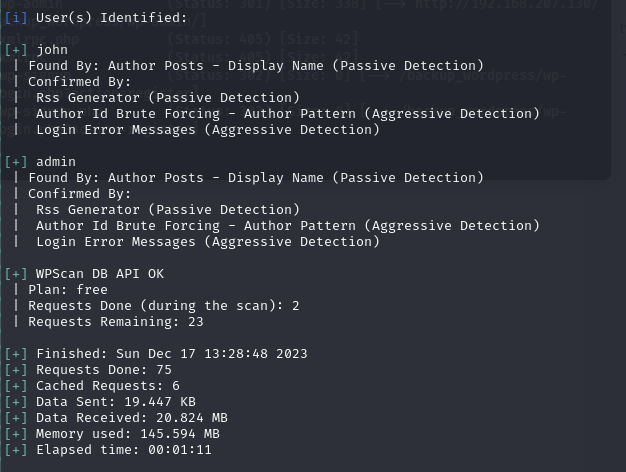 [i] User(s) Identified:
[+] john
| Found By: Author Posts - Display Name (Passive Detection)
| Confirmed By:
|  Rss Generator (Passive Detection)
|  Author Id Brute Forcing - Author Pattern (Aggressive Detection)
|  Login Error Messages (Aggressive Detection)
[+] admin
| Found By: Author Posts - Display Name (Passive Detection)
| Confirmed By:
|  Rss Generator (Passive Detection)
|  Author Id Brute Forcing - Author Pattern (Aggressive Detection)
|  Login Error Messages (Aggressive Detection)
[+] WPScan DB API OK
| Plan: free
| Requests Done (during the scan): 2
| Requests Remaining: 23
[+] Finished: Sun Dec 17 13:28:48 2023
[+] Requests Done: 75
[+] Cached Requests: 6
[+] Data Sent: 19.447 KB
[+] Data Received: 20.824 MB
[+] Memory used: 145.594 MB
[+] Elapsed time: 00:01:11